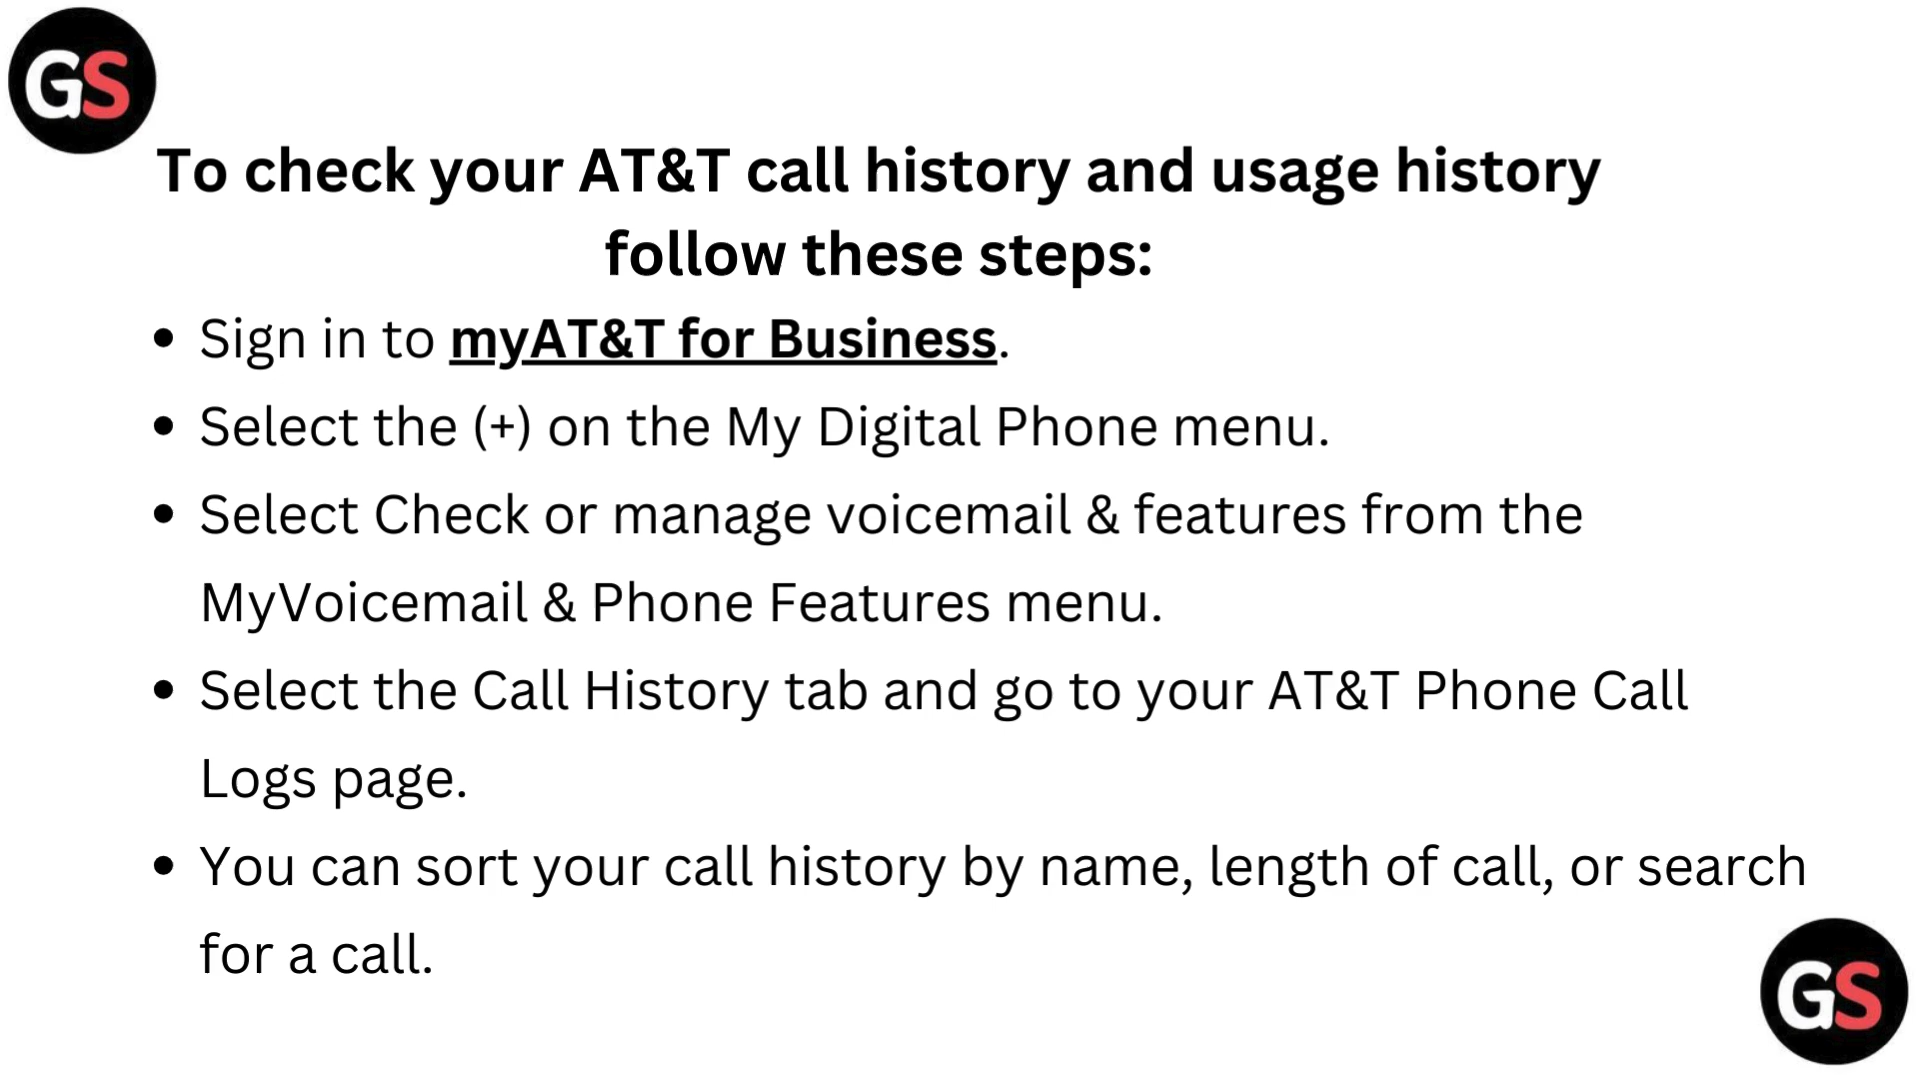 GS
To check your AT&T call history and usage history
follow these steps:
• Sign in to myAT&T for Business.
• Select the (+) on the My Digital Phone menu.
• Select Check or manage voicemail & features from the
MyVoicemail & Phone Features menu.
• Select the Call History tab and go to your AT&T Phone Call
Logs page.
• You can sort your call history by name, length of call, or search
for a call.
GS